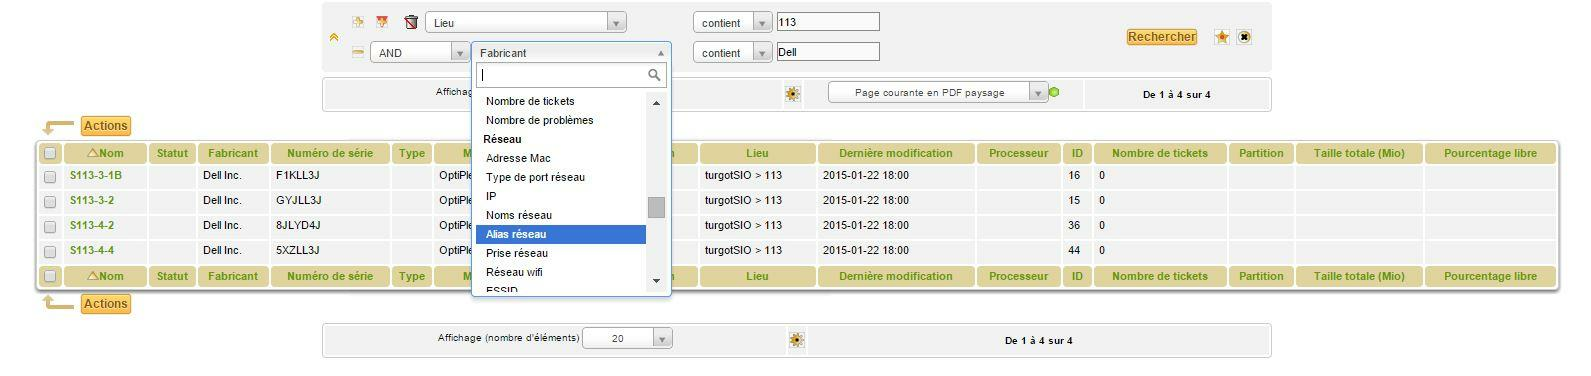 Lieu contient 113
AND Fabricant contient Dell Rechercher
Affichag Page courante en PDF paysage De 1 à 4 sur 4
Nombre de tickets
Nombre de problèmes
Réseau
Adresse Mac
Type de port réseau
IP
Noms réseau
Alias réseau
Prise réseau
Réseau wifi
ESSID
Actions
Nom Statut Fabricant Numéro de série Type M Lieu Dernière modification Processeur ID Nombre de tickets Partition Taille totale (Mio) Pourcentage libre
S113-3-1B Dell Inc. F1KLL3J OptiPle turgotSIO > 113 2015-01-22 18:00 16 0
S113-3-2 Dell Inc. GYJLL3J OptiPle turgotSIO > 113 2015-01-22 18:00 15 0
S113-4-2 Dell Inc. 8JLYD4J OptiPle turgotSIO > 113 2015-01-22 18:00 36 0
S113-4-4 Dell Inc. 5XZLL3J OptiPle turgotSIO > 113 2015-01-22 18:00 44 0
Nom Statut Fabricant Numéro de série Type M Lieu Dernière modification Processeur ID Nombre de tickets Partition Taille totale (Mio) Pourcentage libre
Actions
Affichage (nombre d'éléments) 20 De 1 à 4 sur 4